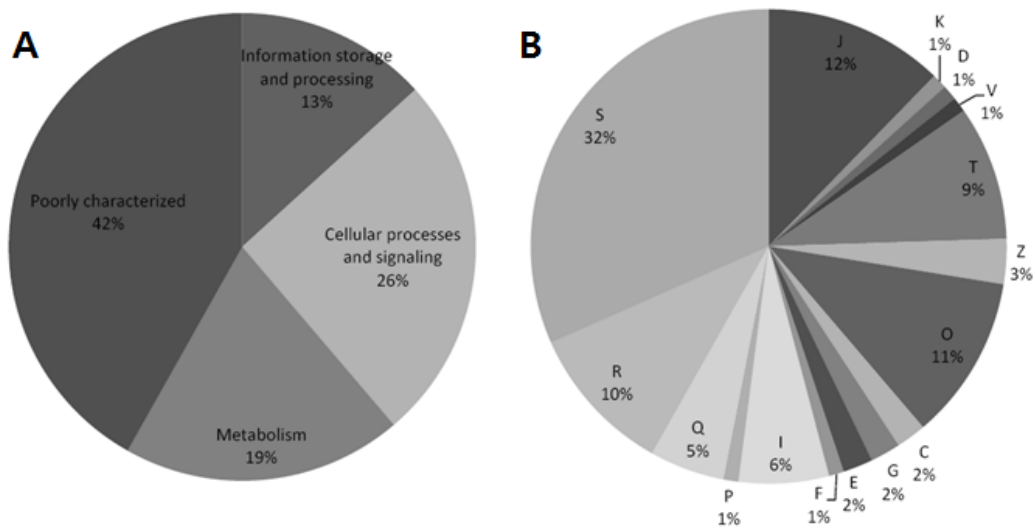 A
Information storage
and processing
13%
Cellular processes
and signaling
26%
Metabolism
19%
Poorly characterized
42%
B
J
12%
K
1%
D
1%
V
1%
T
9%
Z
3%
O
11%
C
2%
G
2%
E
2%
F
1%
I
6%
P
1%
Q
5%
R
10%
S
32%